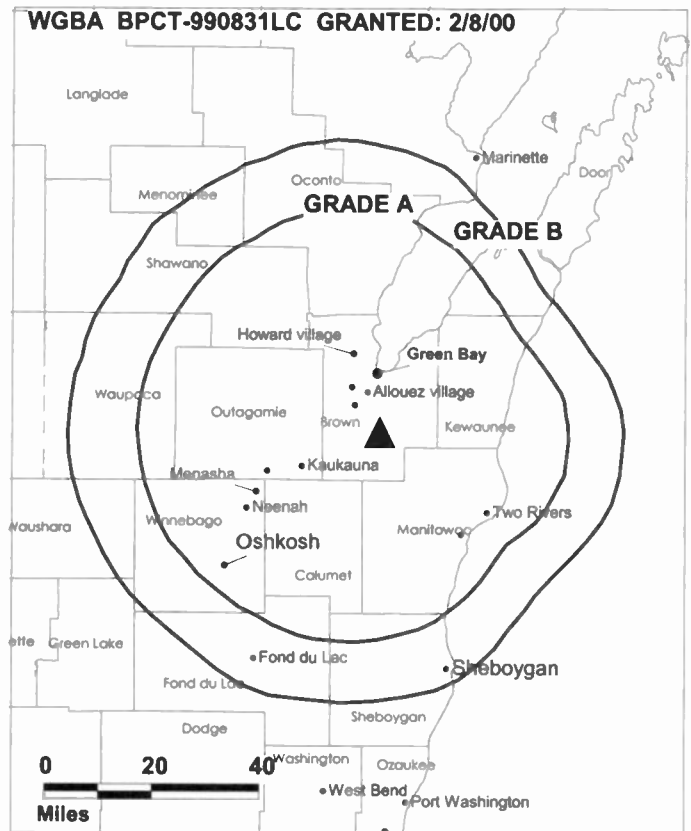 WGBA BPCT-990831LC GRANTED: 2/8/00
Langlade
Marinette
Door
Menominee
Oconto
GRADE A
GRADE B
Shawano
Howard village
Green Bay
Allouez village
Waupaca
Outagamie
Brown
Kewaunee
Kaukauna
Menasha
Neenah
Waushara
Winnebago
Two Rivers
Manitowoc
Oshkosh
Calumet
ette
Green Lake
Fond du Lac
Sheboygan
Fond du Lac
Sheboygan
Dodge
Washington
Ozaukee
0 20 40
West Bend
Port Washington
Miles